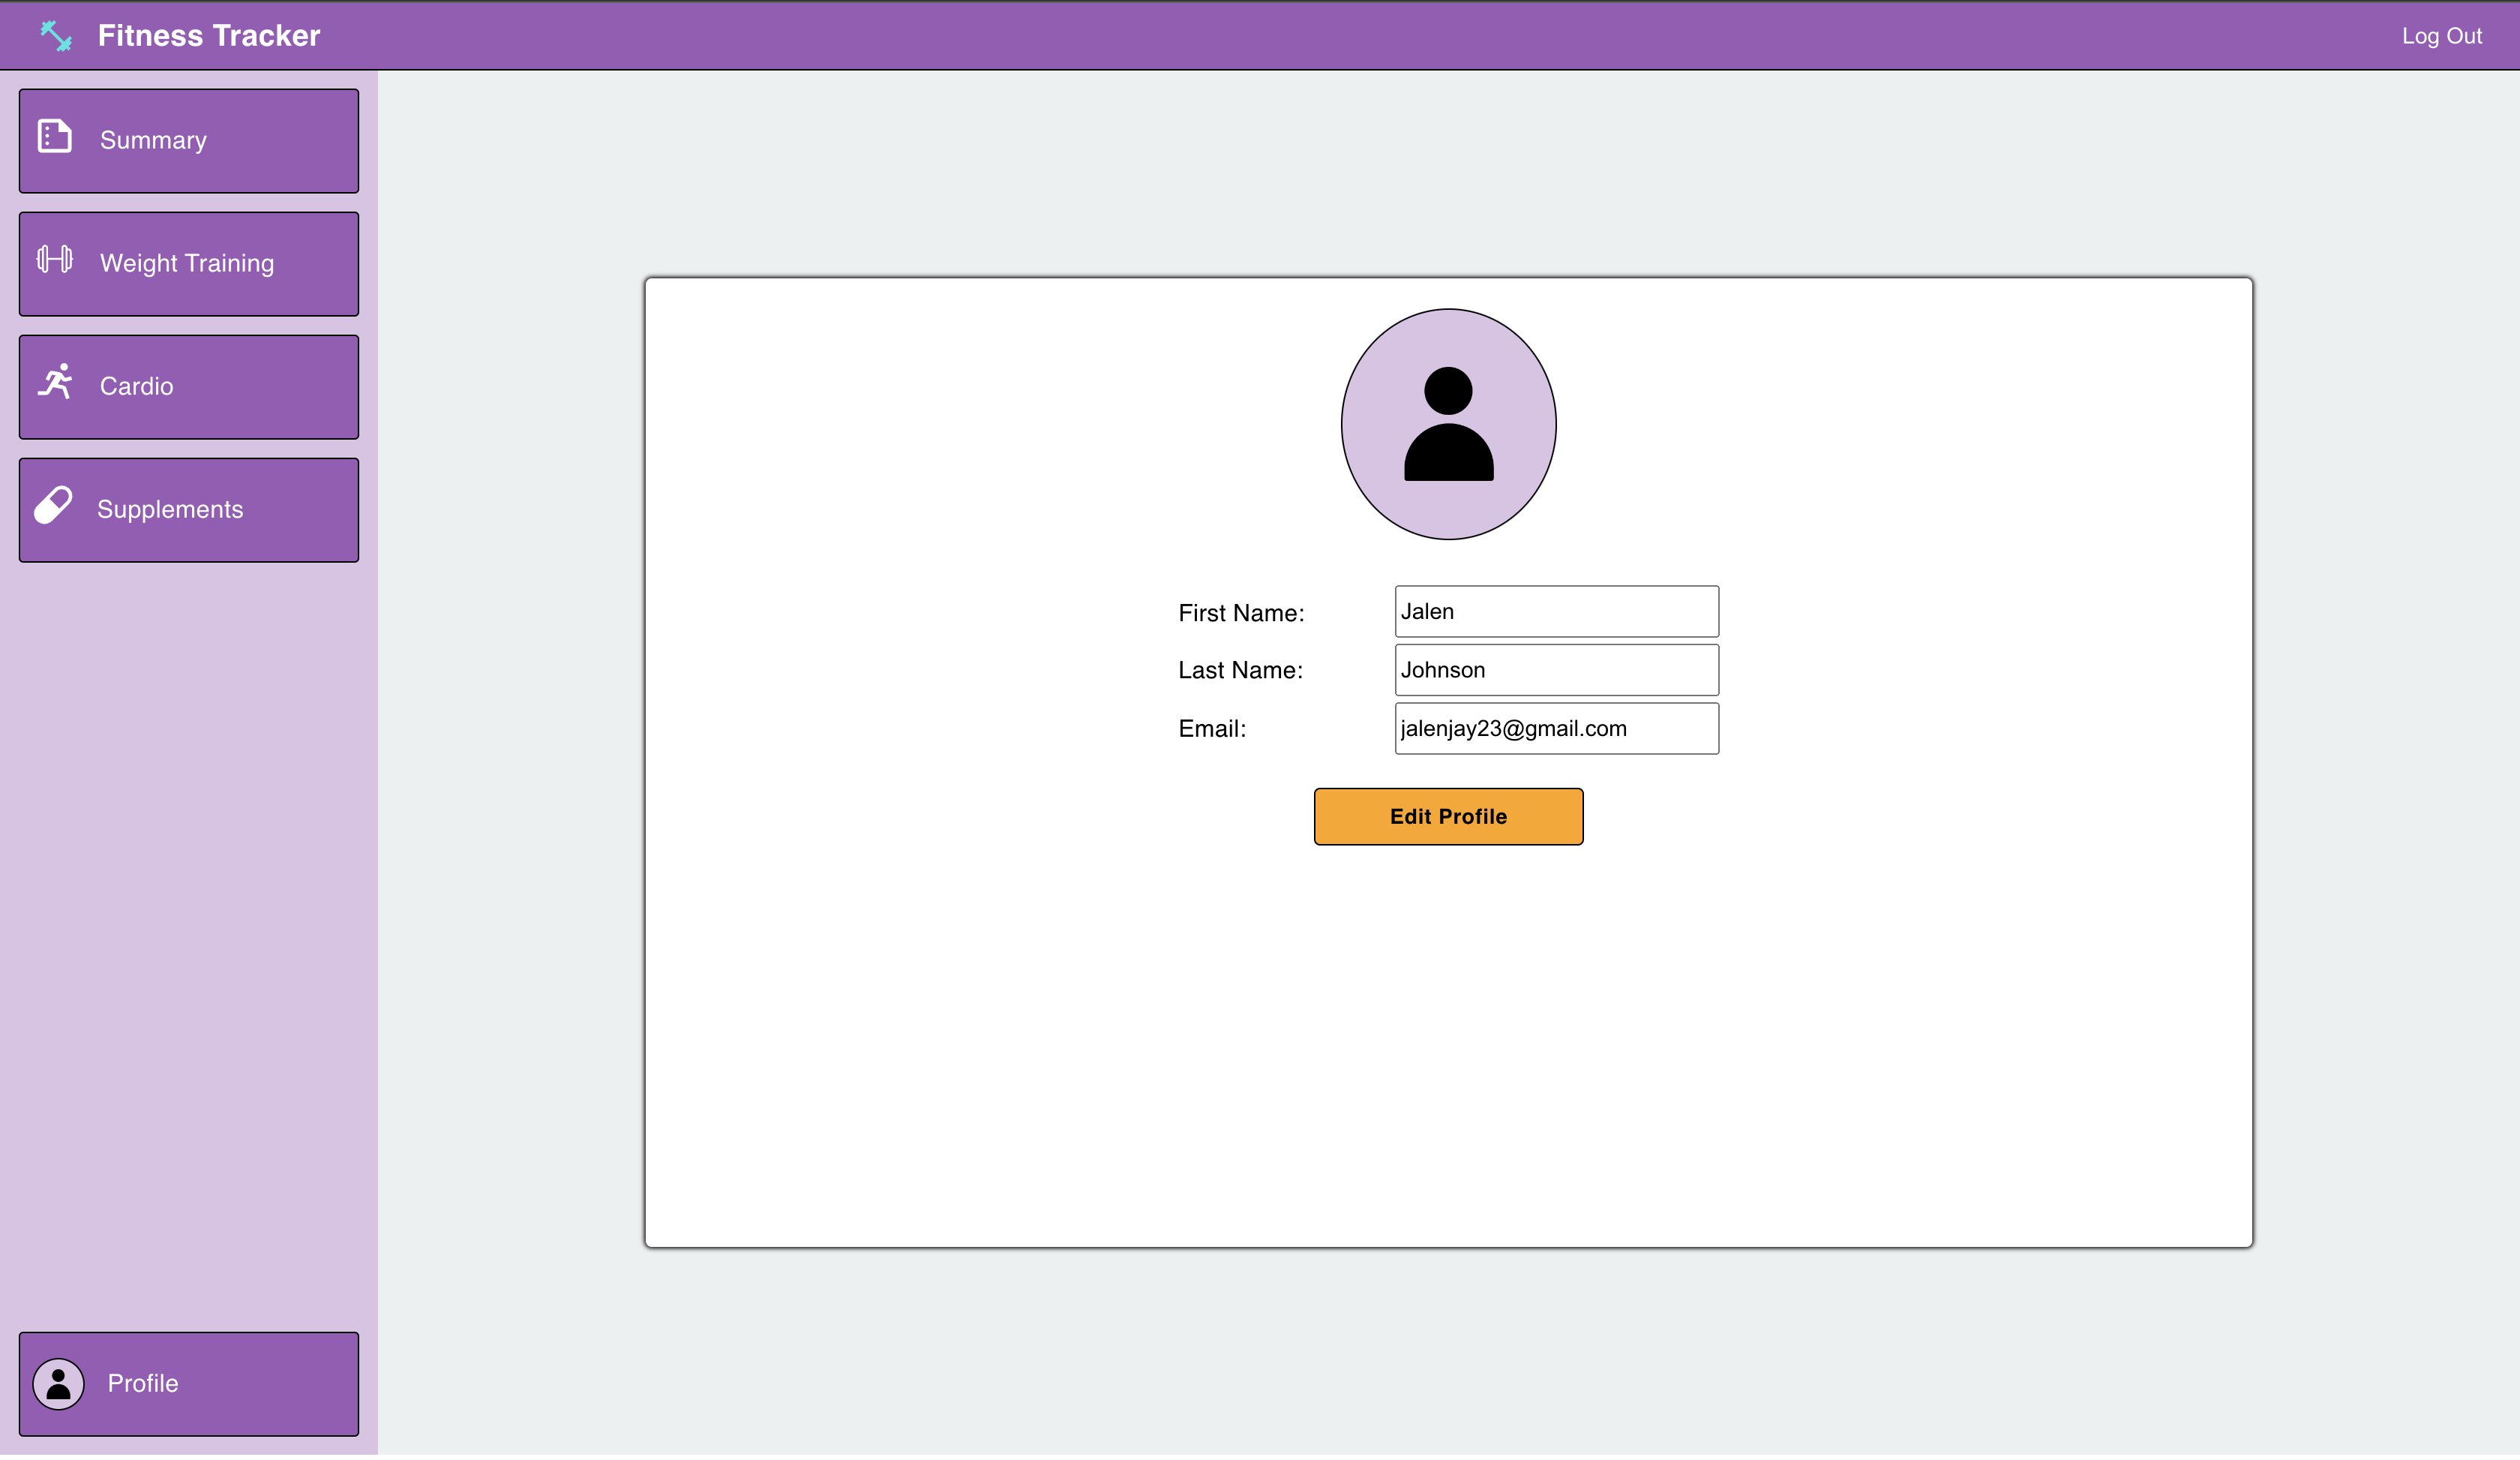 Fitness Tracker
Log Out
Summary
Weight Training
Cardio
Supplements
First Name: Jalen
Last Name: Johnson
Email: jalenjay23@gmail.com
Edit Profile
Profile